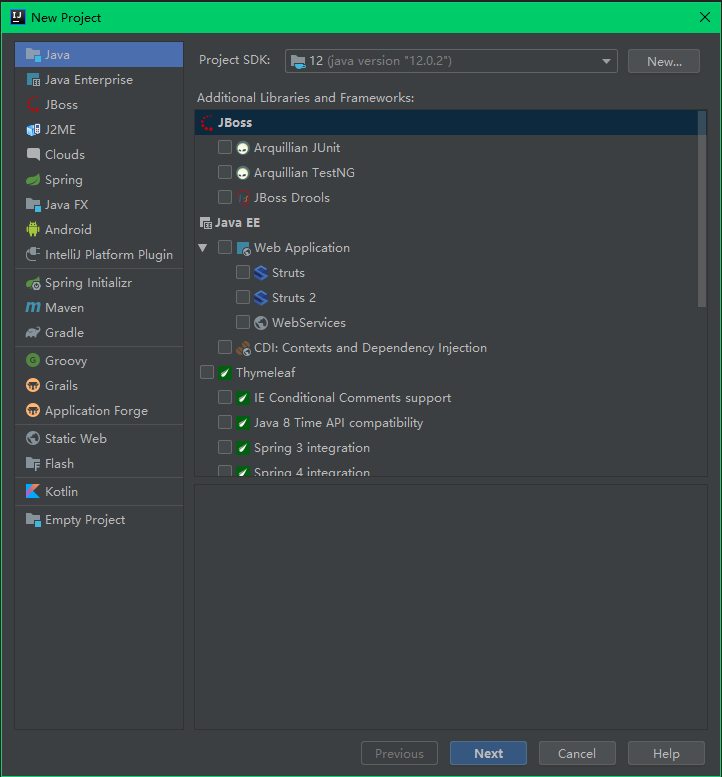 New Project
Java
Java Enterprise
JBoss
J2ME
Clouds
Spring
Java FX
Android
IntelliJ Platform Plugin
Spring Initializr
Maven
Gradle
Groovy
Grails
Application Forge
Static Web
Flash
Kotlin
Empty Project
Project SDK:
12 (java version "12.0.2")
New...
Additional Libraries and Frameworks:
JBoss
Arquillian JUnit
Arquillian TestNG
JBoss Drools
Java EE
Web Application
Struts
Struts 2
WebServices
CDI: Contexts and Dependency Injection
Thymeleaf
IE Conditional Comments support
Java 8 Time API compatibility
Spring 3 integration
Spring 4 integration
Previous
Next
Cancel
Help